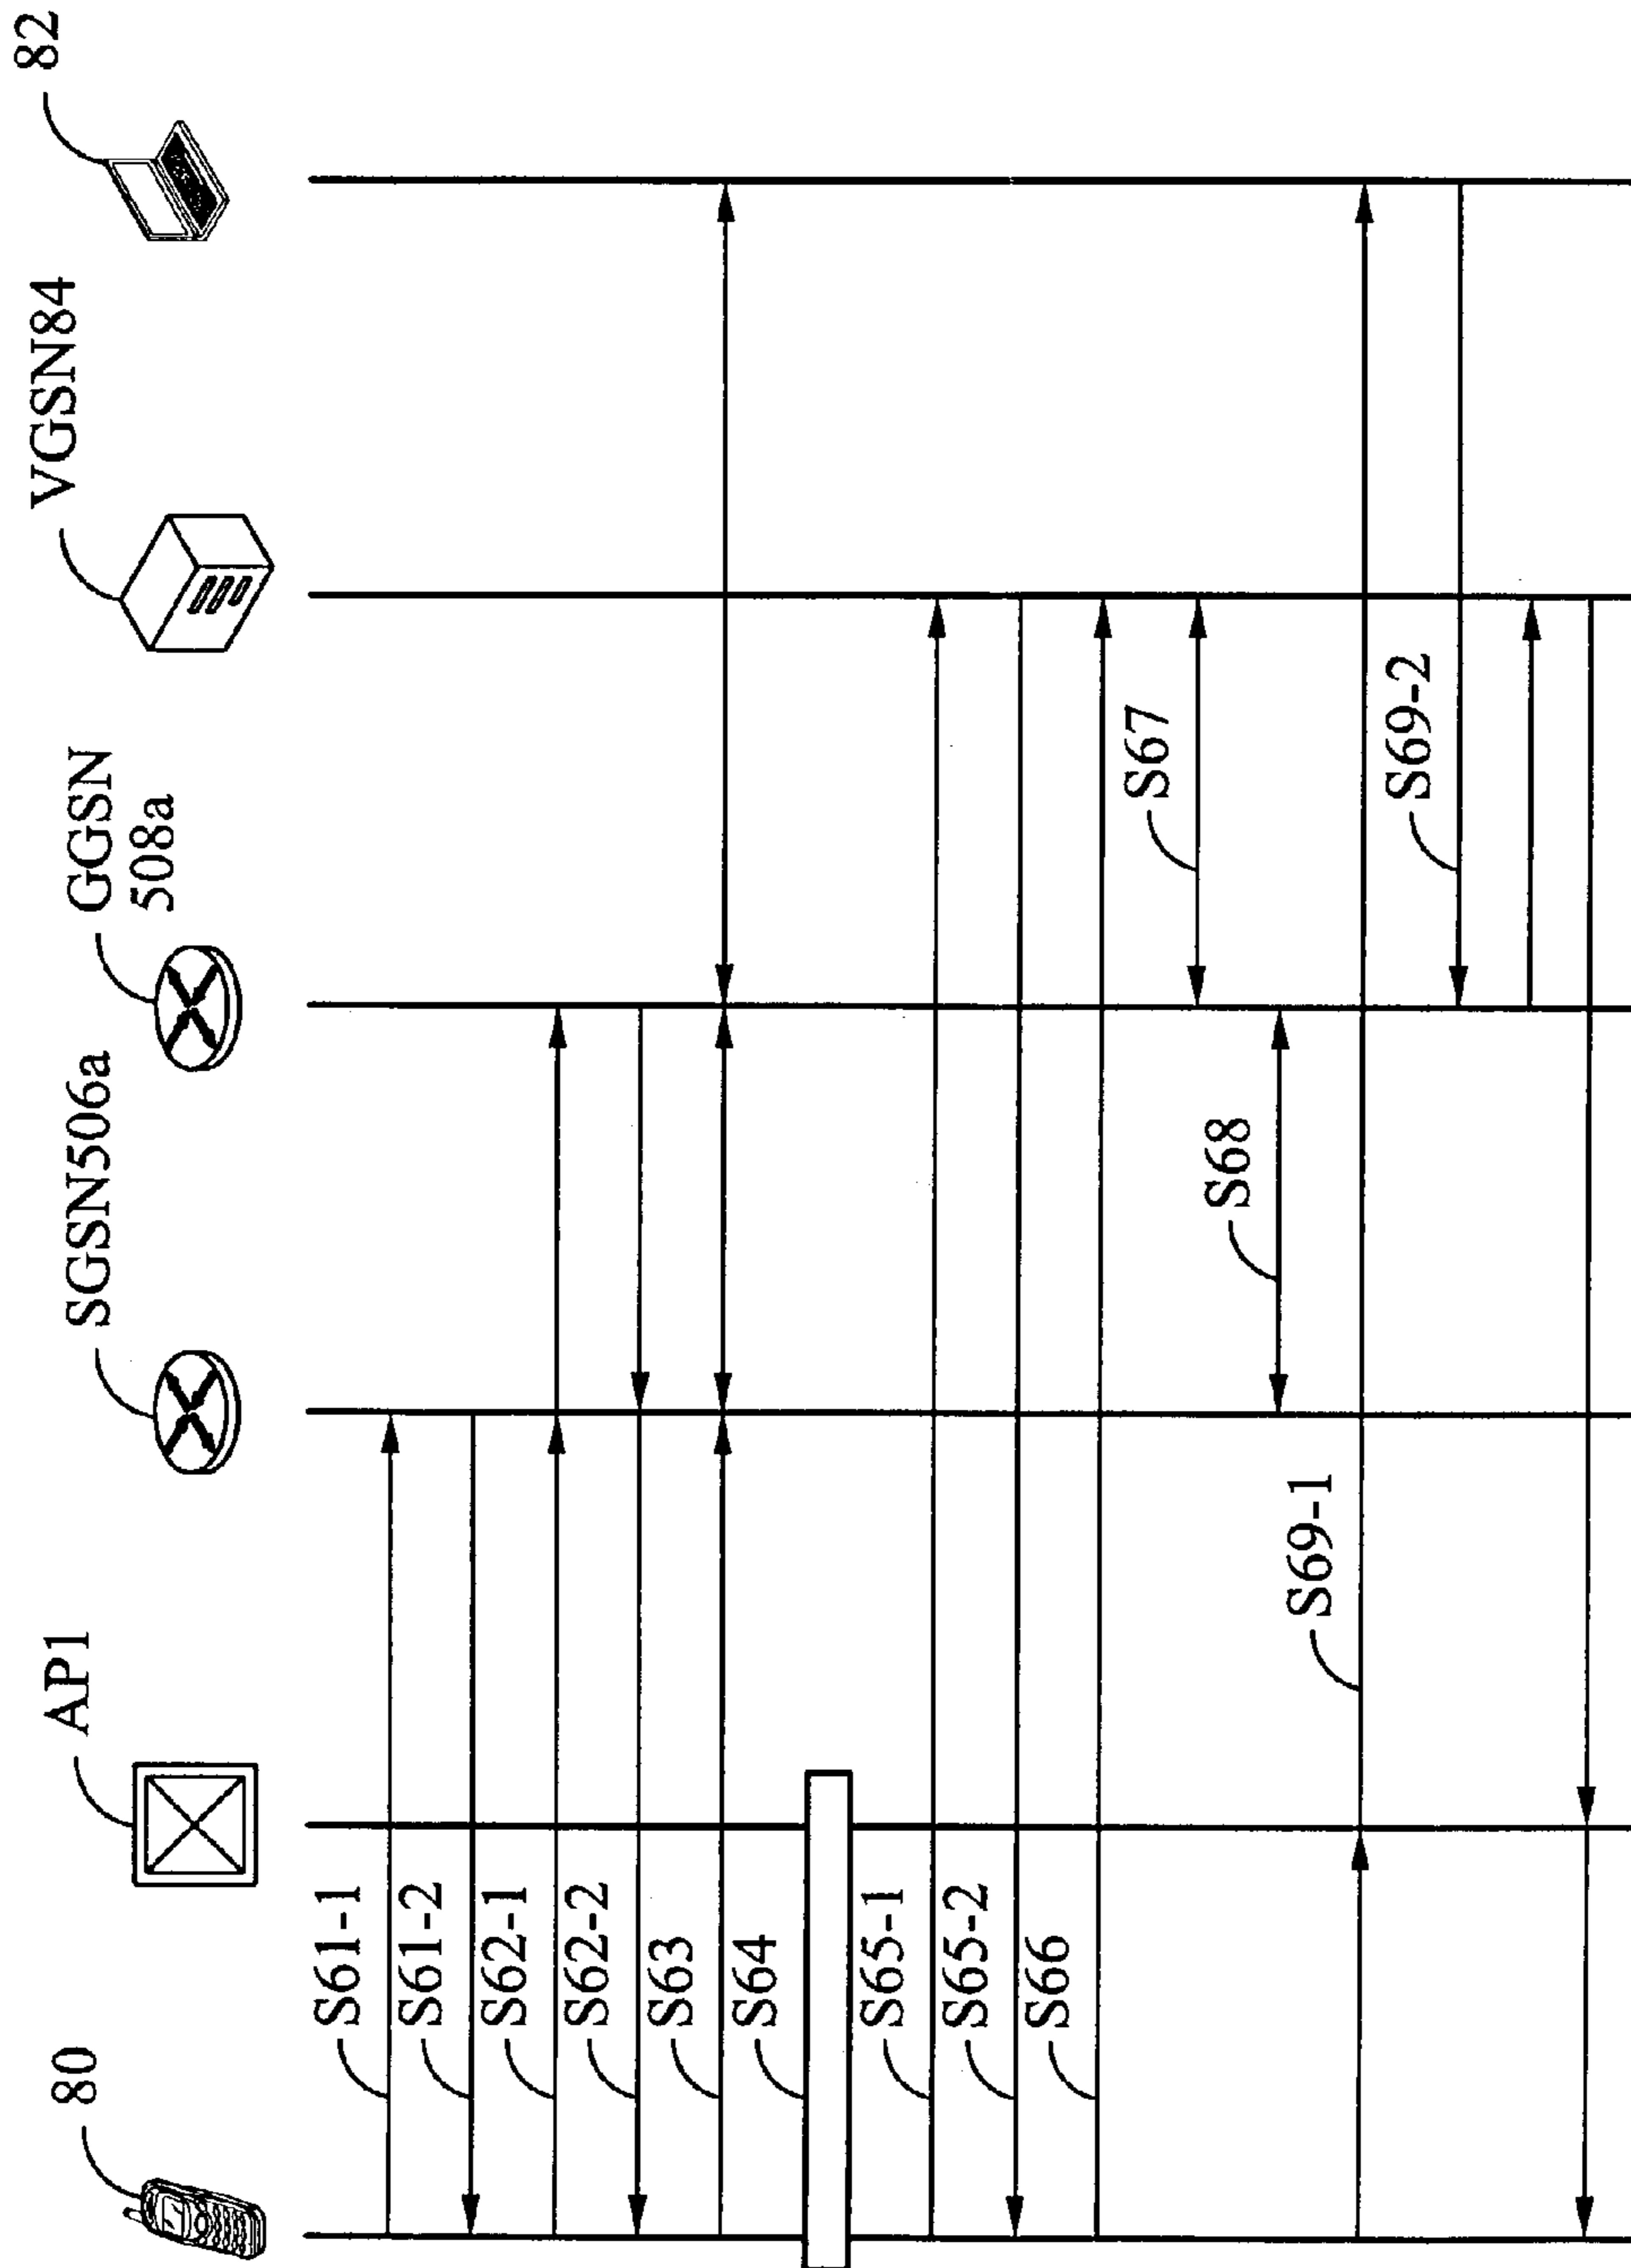 80
AP1
SGSN506a
GGSN
508a
VGSN84
82
S61-1
S61-2
S62-1
S62-2
S63
S64
S65-1
S65-2
S66
S67
S68
S69-1
S69-2